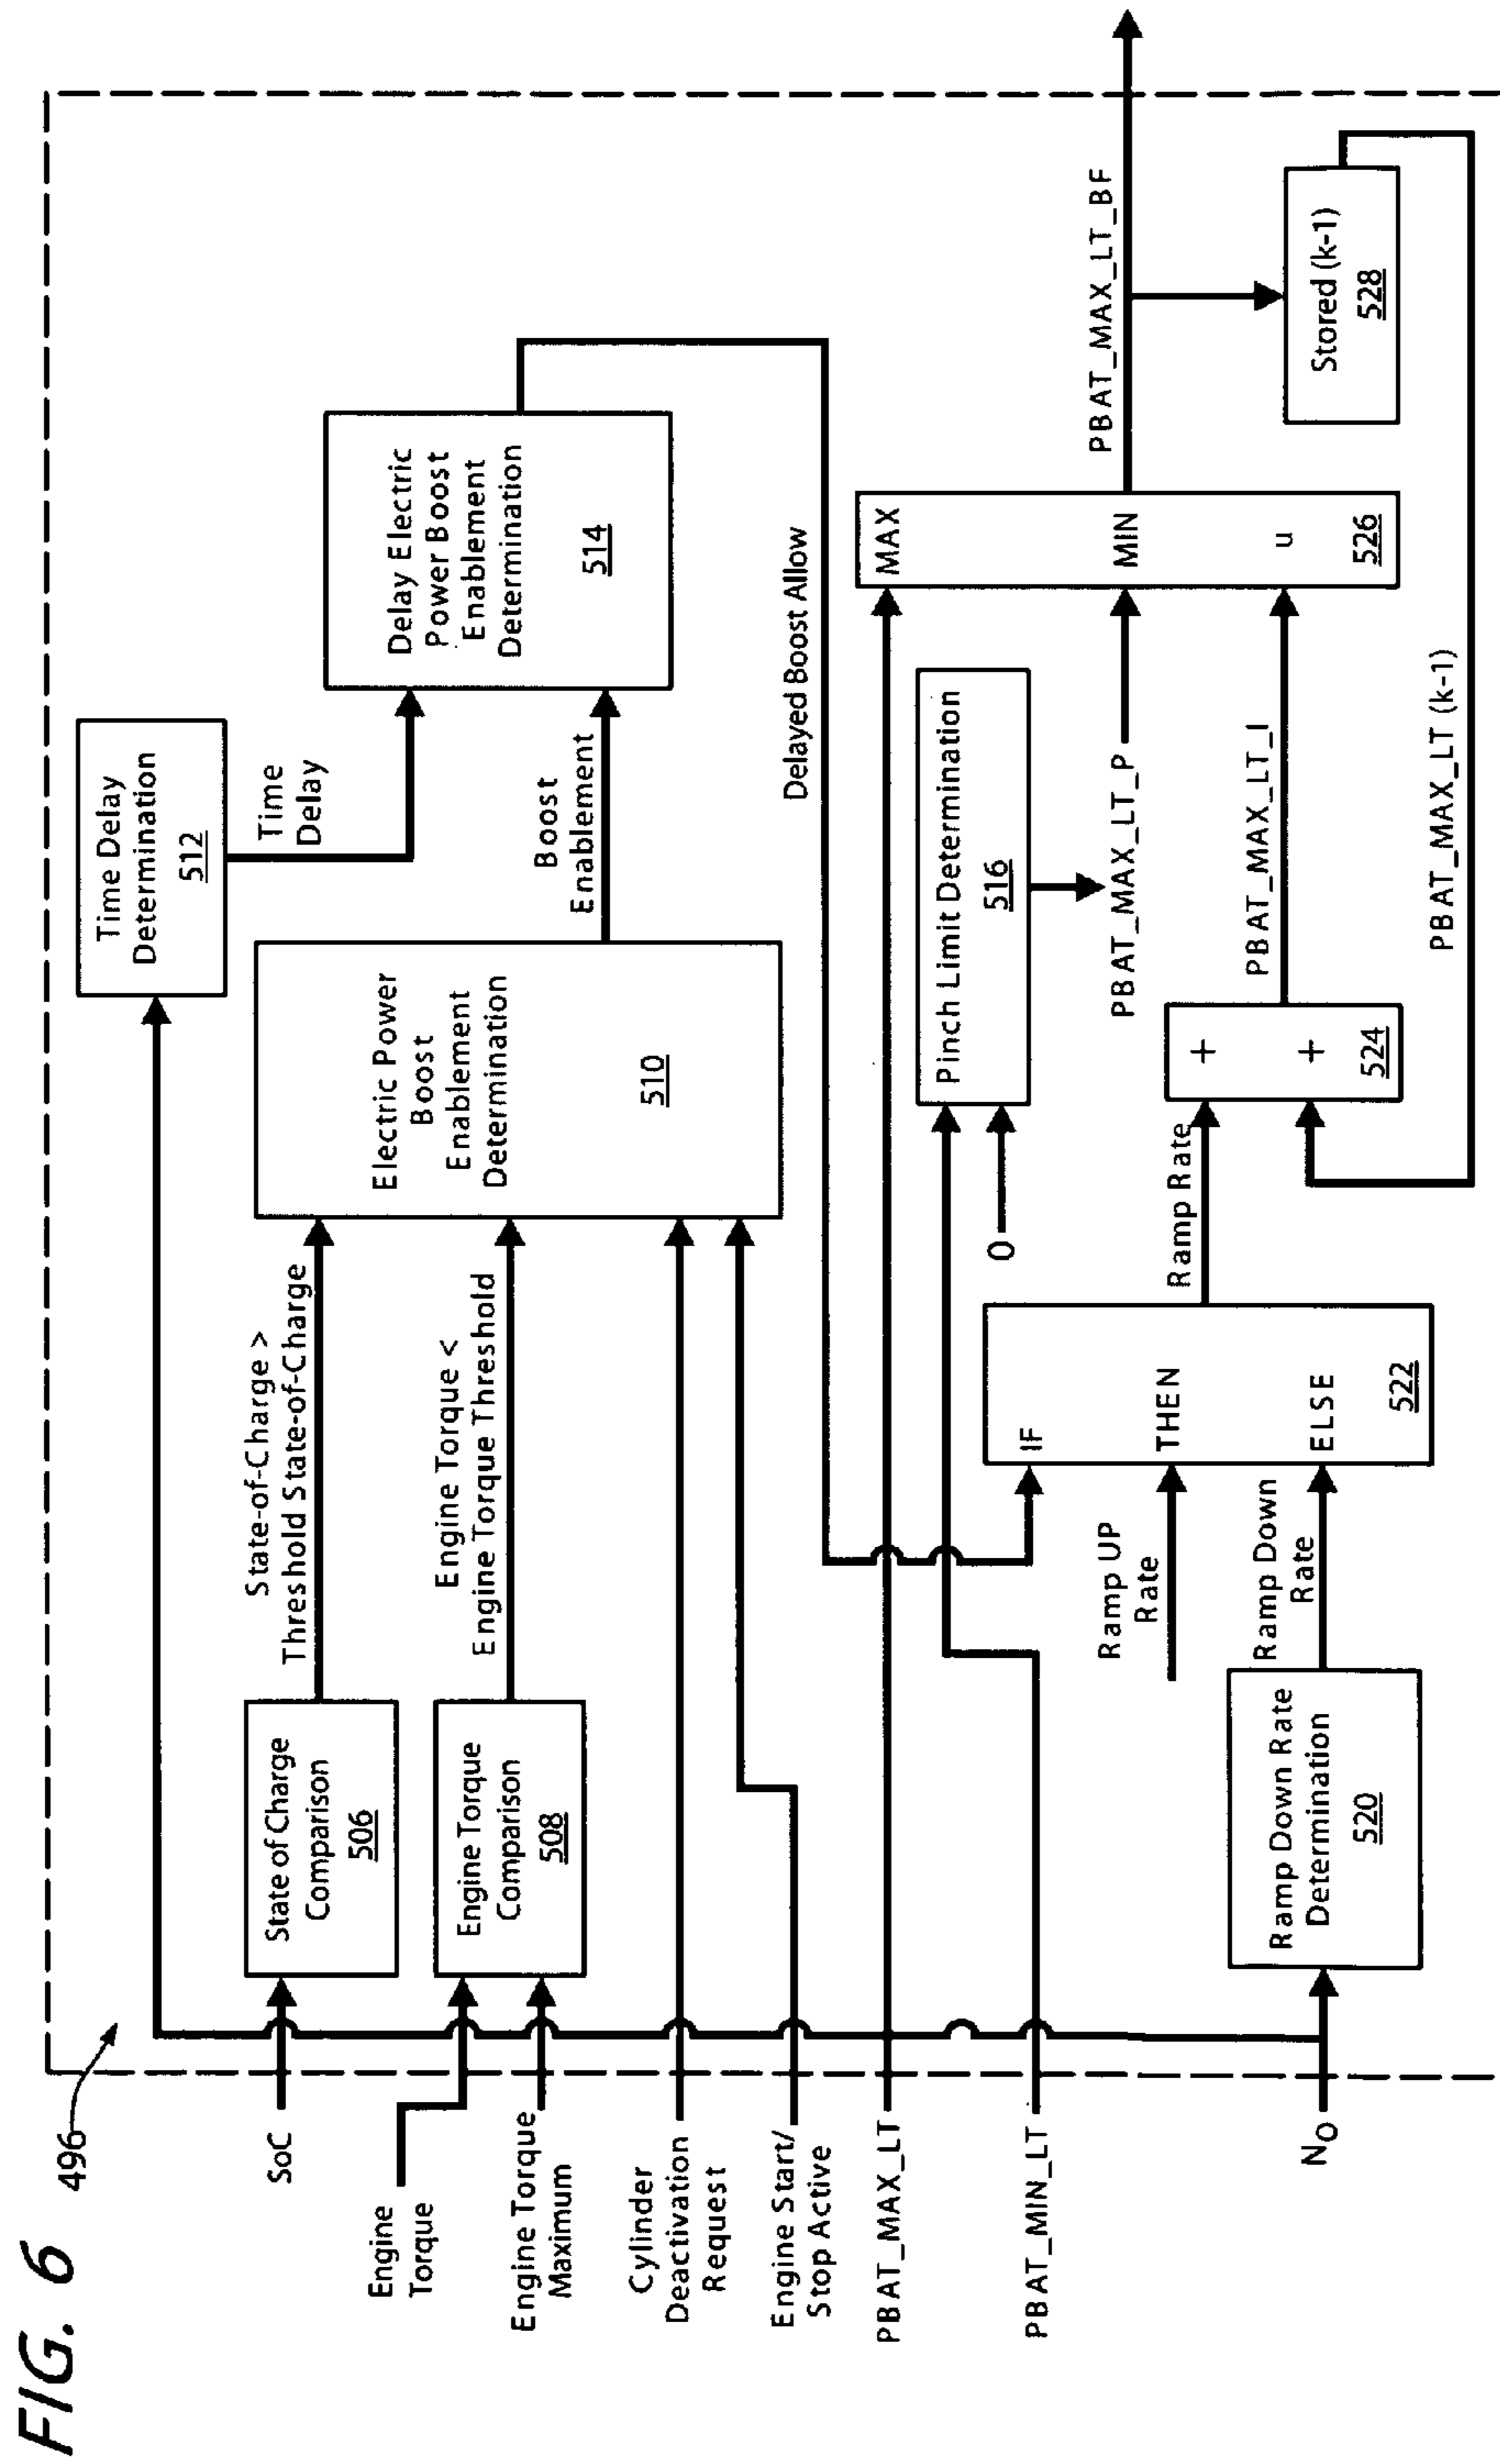 FIG. 6
496
SoC
Engine
Torque
Engine Torque
Maximum
Cylinder
Deactivation
Request
Engine Start/
Stop Active
PBAT_MAX_LT
PBAT_MIN_LT
NO
State of Charge
Comparison
506
Engine Torque
Comparison
508
State-of-Charge >
Threshold State-of-Charge
Engine Torque <
Engine Torque Threshold
Electric Power
Boost
Enablement
Determination
510
Time Delay
Determination
512
Time
Delay
Boost
Enablement
Delay Electric
Power Boost
Enablement
Determination
514
Delayed Boost Allow
Ramp Down Rate
Determination
520
Ramp UP
Rate
Ramp Down
Rate
IF
THEN
ELSE
522
0
Pinch Limit Determination
516
PBAT_MAX_LT_P
Ramp Rate
+
+
524
PBAT_MAX_LT_I
PBAT_MAX_LT (k-1)
MAX
MIN
u
526
PBAT_MAX_LT_BF
Stored (k-1)
528